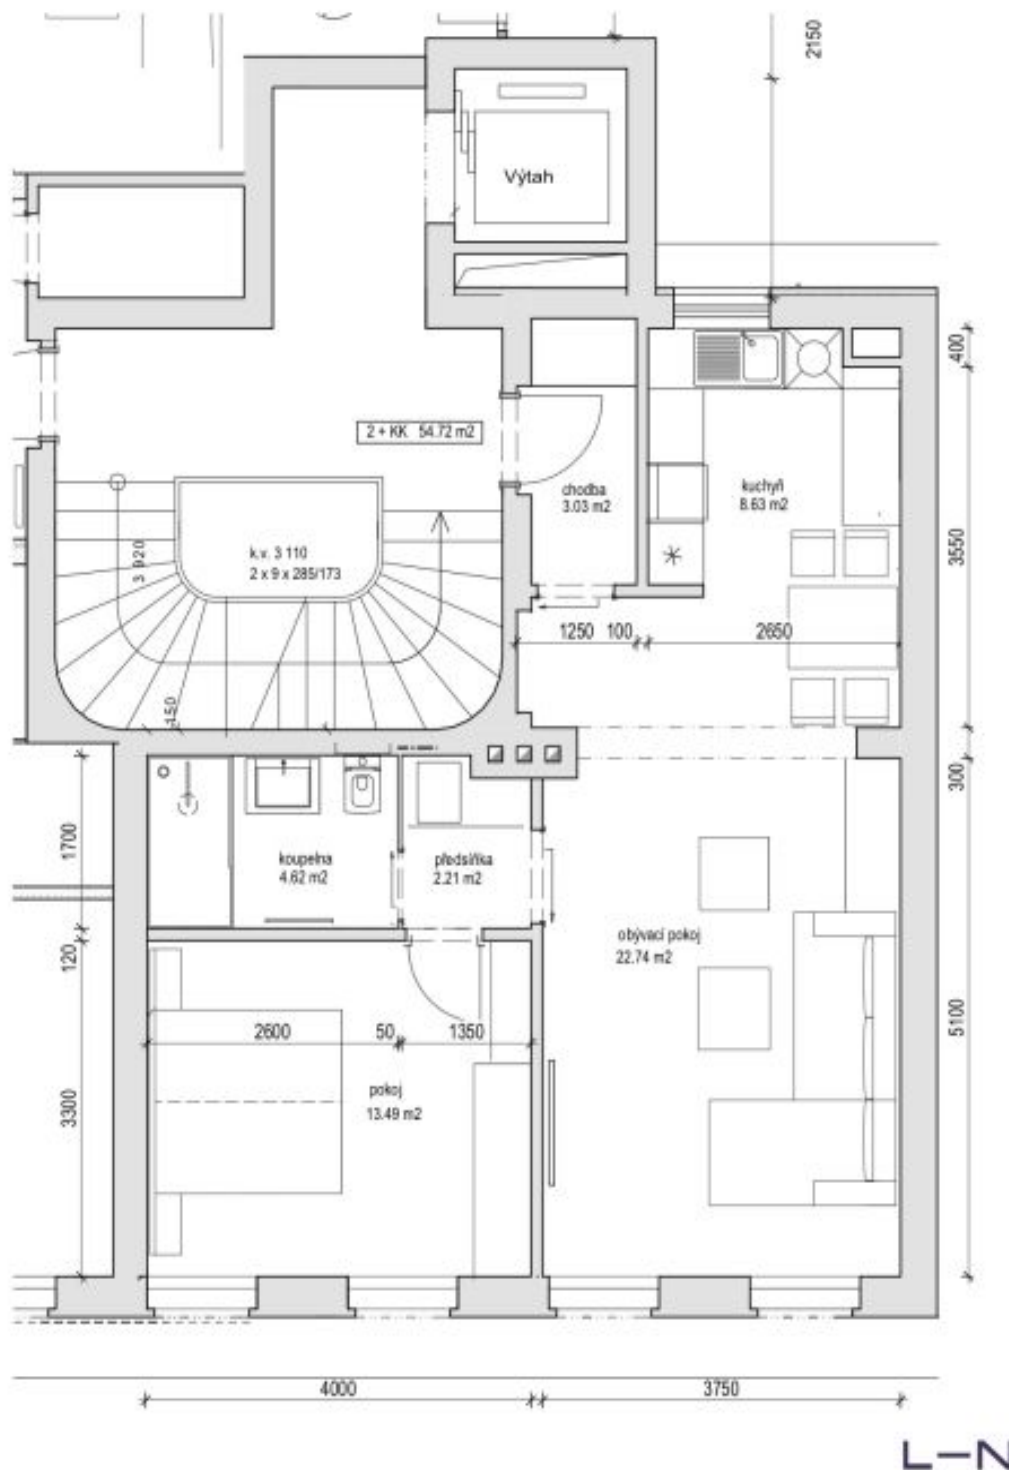 2150
Výtah
400
2 + KK 54.72 m2
chodba
3.03 m2
kuchyň
8.63 m2
3550
3 920
k.v. 3 110
2 x 9 x 285/173
1250 100 2650
150
300
1700
koupelna
4.62 m2
předsíňka
2.21 m2
obývací pokoj
22.74 m2
120
2600 50 1350
5100
pokoj
13.49 m2
3300
4000 3750
L–N